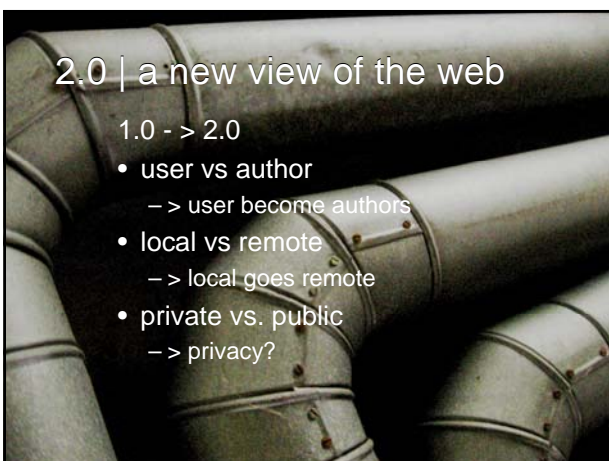 2.0 | a new view of the web
1.0 - > 2.0
• user vs author
– > user become authors
• local vs remote
– > local goes remote
• private vs. public
– > privacy?